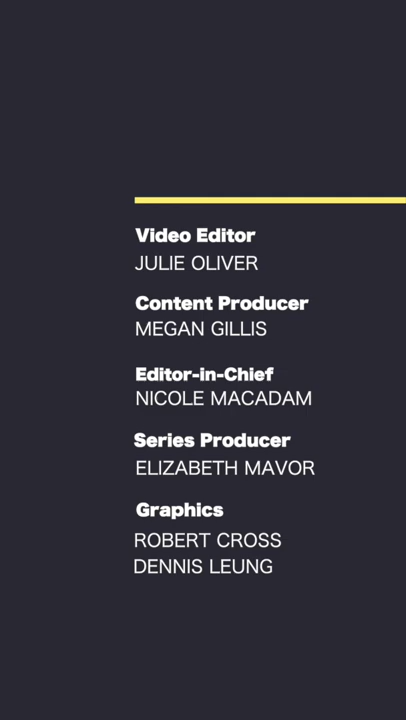 Video Editor
JULIE OLIVER
Content Producer
MEGAN GILLIS
Editor-in-Chief
NICOLE MACADAM
Series Producer
ELIZABETH MAVOR
Graphics
ROBERT CROSS
DENNIS LEUNG